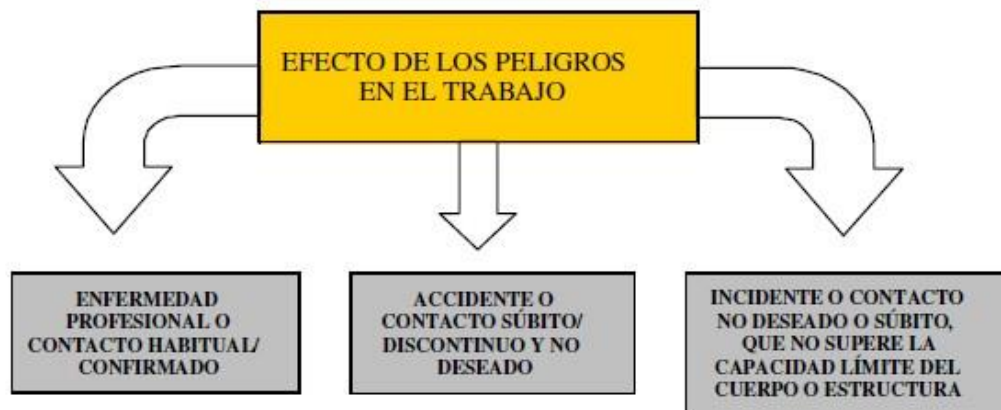 EFECTO DE LOS PELIGROS
EN EL TRABAJO
ENFERMEDAD
PROFESIONAL O
CONTACTO HABITUAL/
CONFIRMADO
ACCIDENTE O
CONTACTO SÚBITO/
DISCONTINUO Y NO
DESEADO
INCIDENTE O CONTACTO
NO DESEADO O SÚBITO,
QUE NO SUPERE LA
CAPACIDAD LÍMITE DEL
CUERPO O ESTRUCTURA